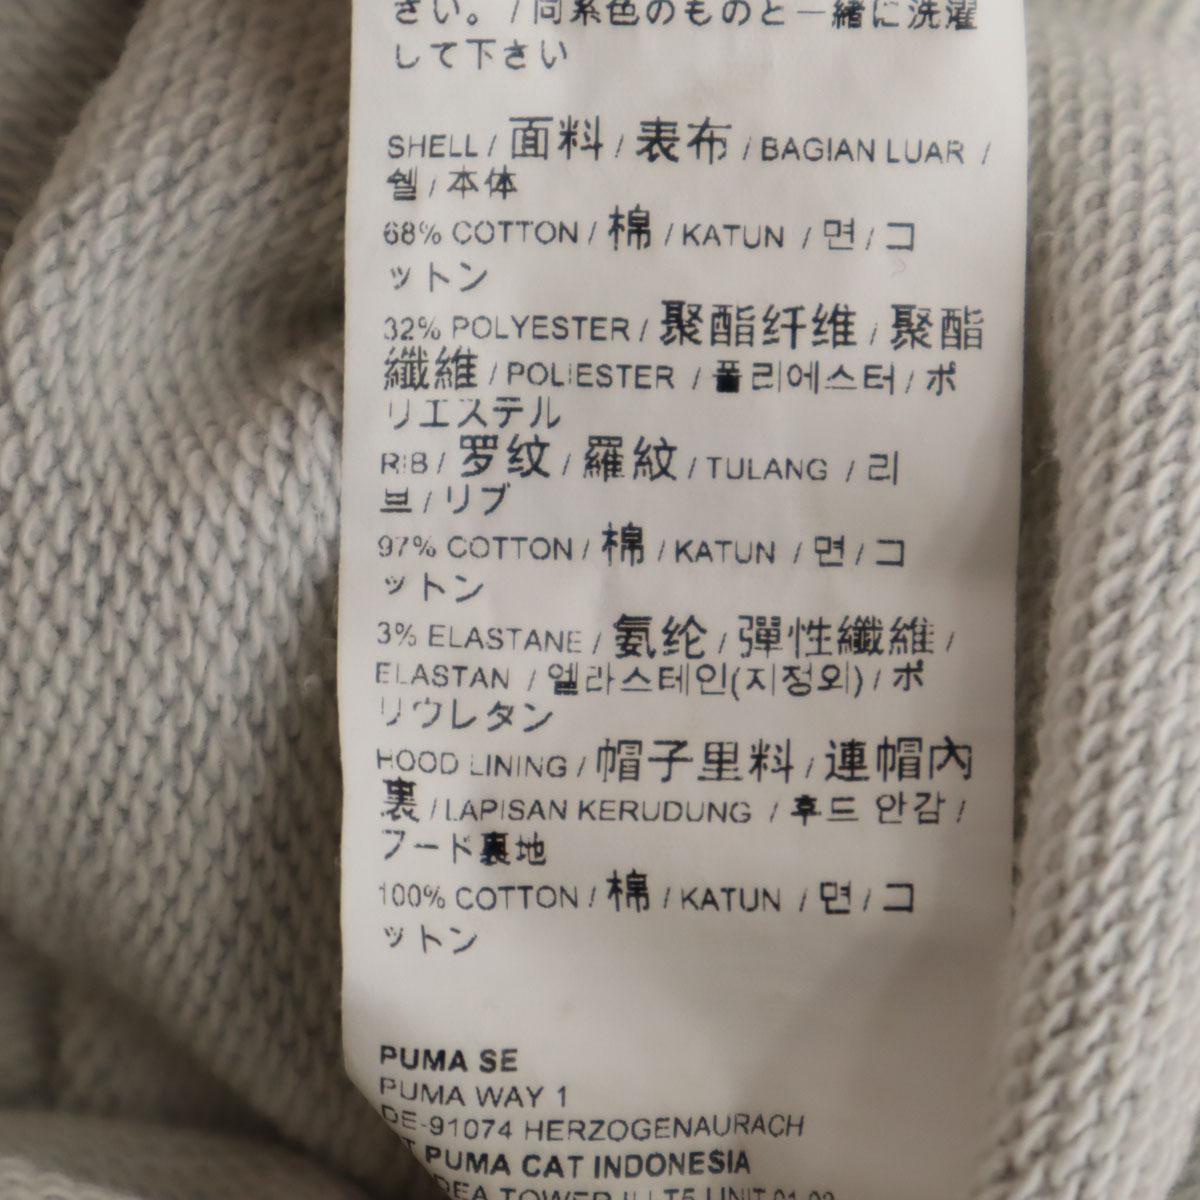 さい。/同系色のものと一緒に洗濯
して下さい
SHELL / 面料 / 表布 / BAGIAN LUAR /
쉘 / 本体
68% COTTON / 棉 / KATUN / 면 / コ
ットン
32% POLYESTER / 聚酯纤维 / 聚酯
纖維 / POLIESTER / 폴리에스터 / ポ
リエステル
RIB / 罗纹 / 羅紋 / TULANG / 리
브 / リブ
97% COTTON / 棉 / KATUN / 면 / コ
ットン
3% ELASTANE / 氨纶 / 彈性纖維 /
ELASTAN / 엘라스테인(지정외) / ポ
リウレタン
HOOD LINING / 帽子里料 / 連帽內
裏 / LAPISAN KERUDUNG / 후드 안감 /
フード裏地
100% COTTON / 棉 / KATUN / 면 / コ
ットン
PUMA SE
PUMA WAY 1
DE-91074 HERZOGENAURACH
PUMA CAT INDONESIA
TOWER II LT5 UNIT 01-02